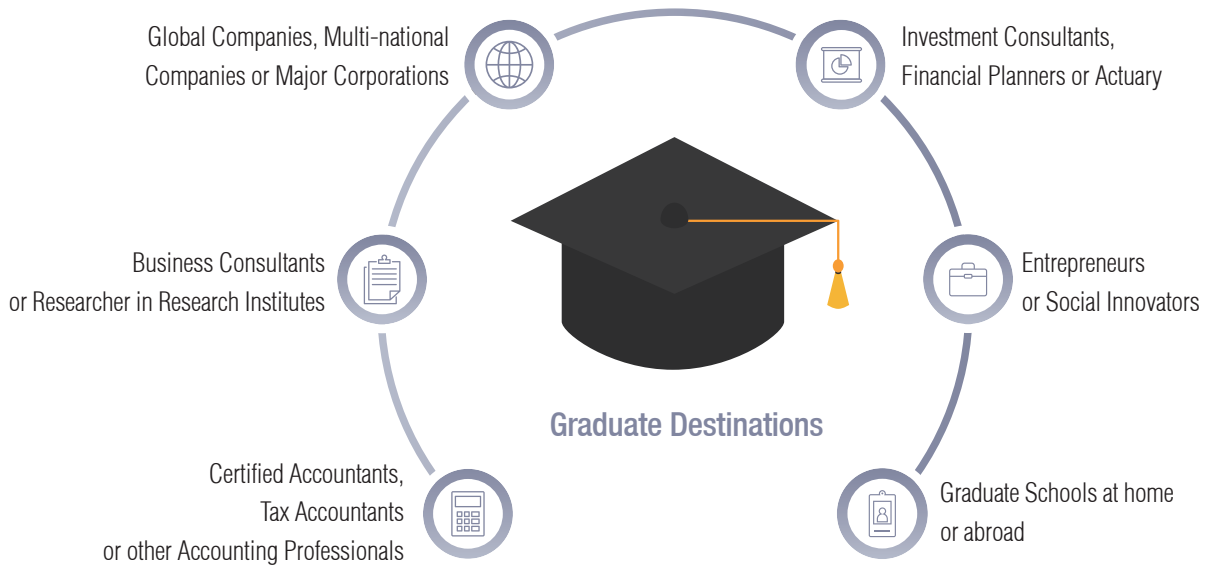 Global Companies, Multi-national
Companies or Major Corporations
Investment Consultants,
Financial Planners or Actuary
Business Consultants
or Researcher in Research Institutes
Entrepreneurs
or Social Innovators
Graduate Destinations
Certified Accountants,
Tax Accountants
or other Accounting Professionals
Graduate Schools at home
or abroad